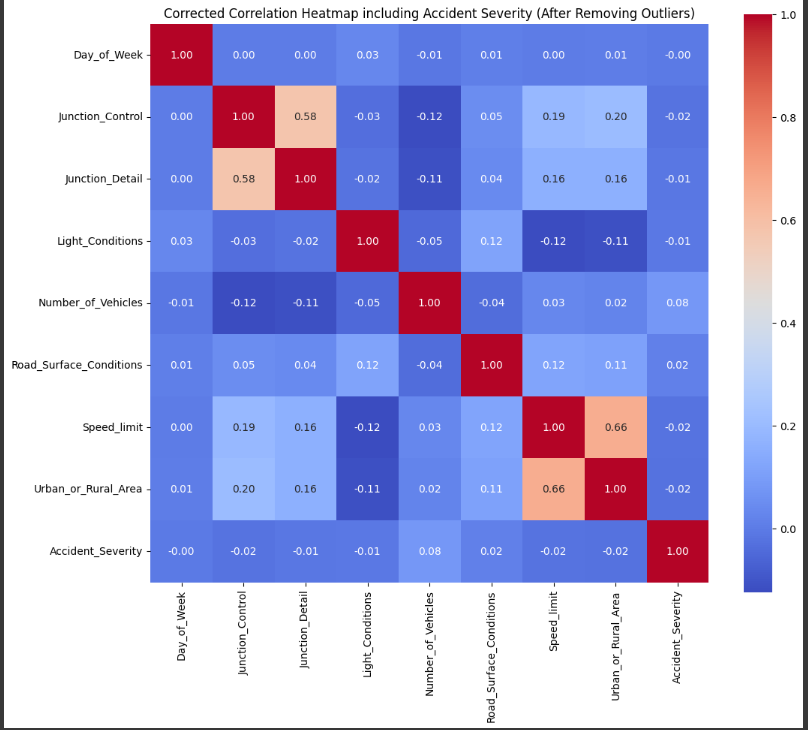 Corrected Correlation Heatmap including Accident Severity (After Removing Outliers)
Day_of_Week 1.00 0.00 0.00 0.03 -0.01 0.01 0.00 0.01 -0.00
Junction_Control 0.00 1.00 0.58 -0.03 -0.12 0.05 0.19 0.20 -0.02
Junction_Detail 0.00 0.58 1.00 -0.02 -0.11 0.04 0.16 0.16 -0.01
Light_Conditions 0.03 -0.03 -0.02 1.00 -0.05 0.12 -0.12 -0.11 -0.01
Number_of_Vehicles -0.01 -0.12 -0.11 -0.05 1.00 -0.04 0.03 0.02 0.08
Road_Surface_Conditions 0.01 0.05 0.04 0.12 -0.04 1.00 0.12 0.11 0.02
Speed_limit 0.00 0.19 0.16 -0.12 0.03 0.12 1.00 0.66 -0.02
Urban_or_Rural_Area 0.01 0.20 0.16 -0.11 0.02 0.11 0.66 1.00 -0.02
Accident_Severity -0.00 -0.02 -0.01 -0.01 0.08 0.02 -0.02 -0.02 1.00
Day_of_Week
Junction_Control
Junction_Detail
Light_Conditions
Number_of_Vehicles
Road_Surface_Conditions
Speed_limit
Urban_or_Rural_Area
Accident_Severity
1.0
0.8
0.6
0.4
0.2
0.0